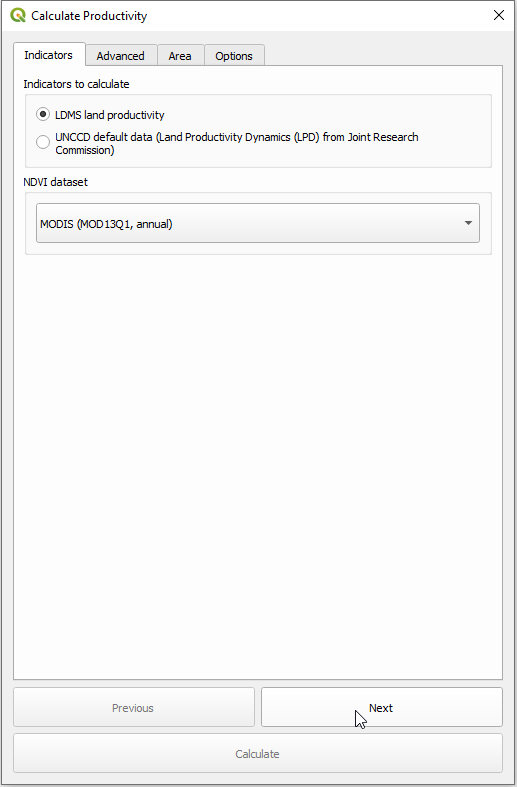 Calculate Productivity
Indicators
Advanced
Area
Options
Indicators to calculate
LDMS land productivity
UNCCD default data (Land Productivity Dynamics (LPD) from Joint Research
Commission)
NDVI dataset
MODIS (MOD13Q1, annual)
Previous
Next
Calculate